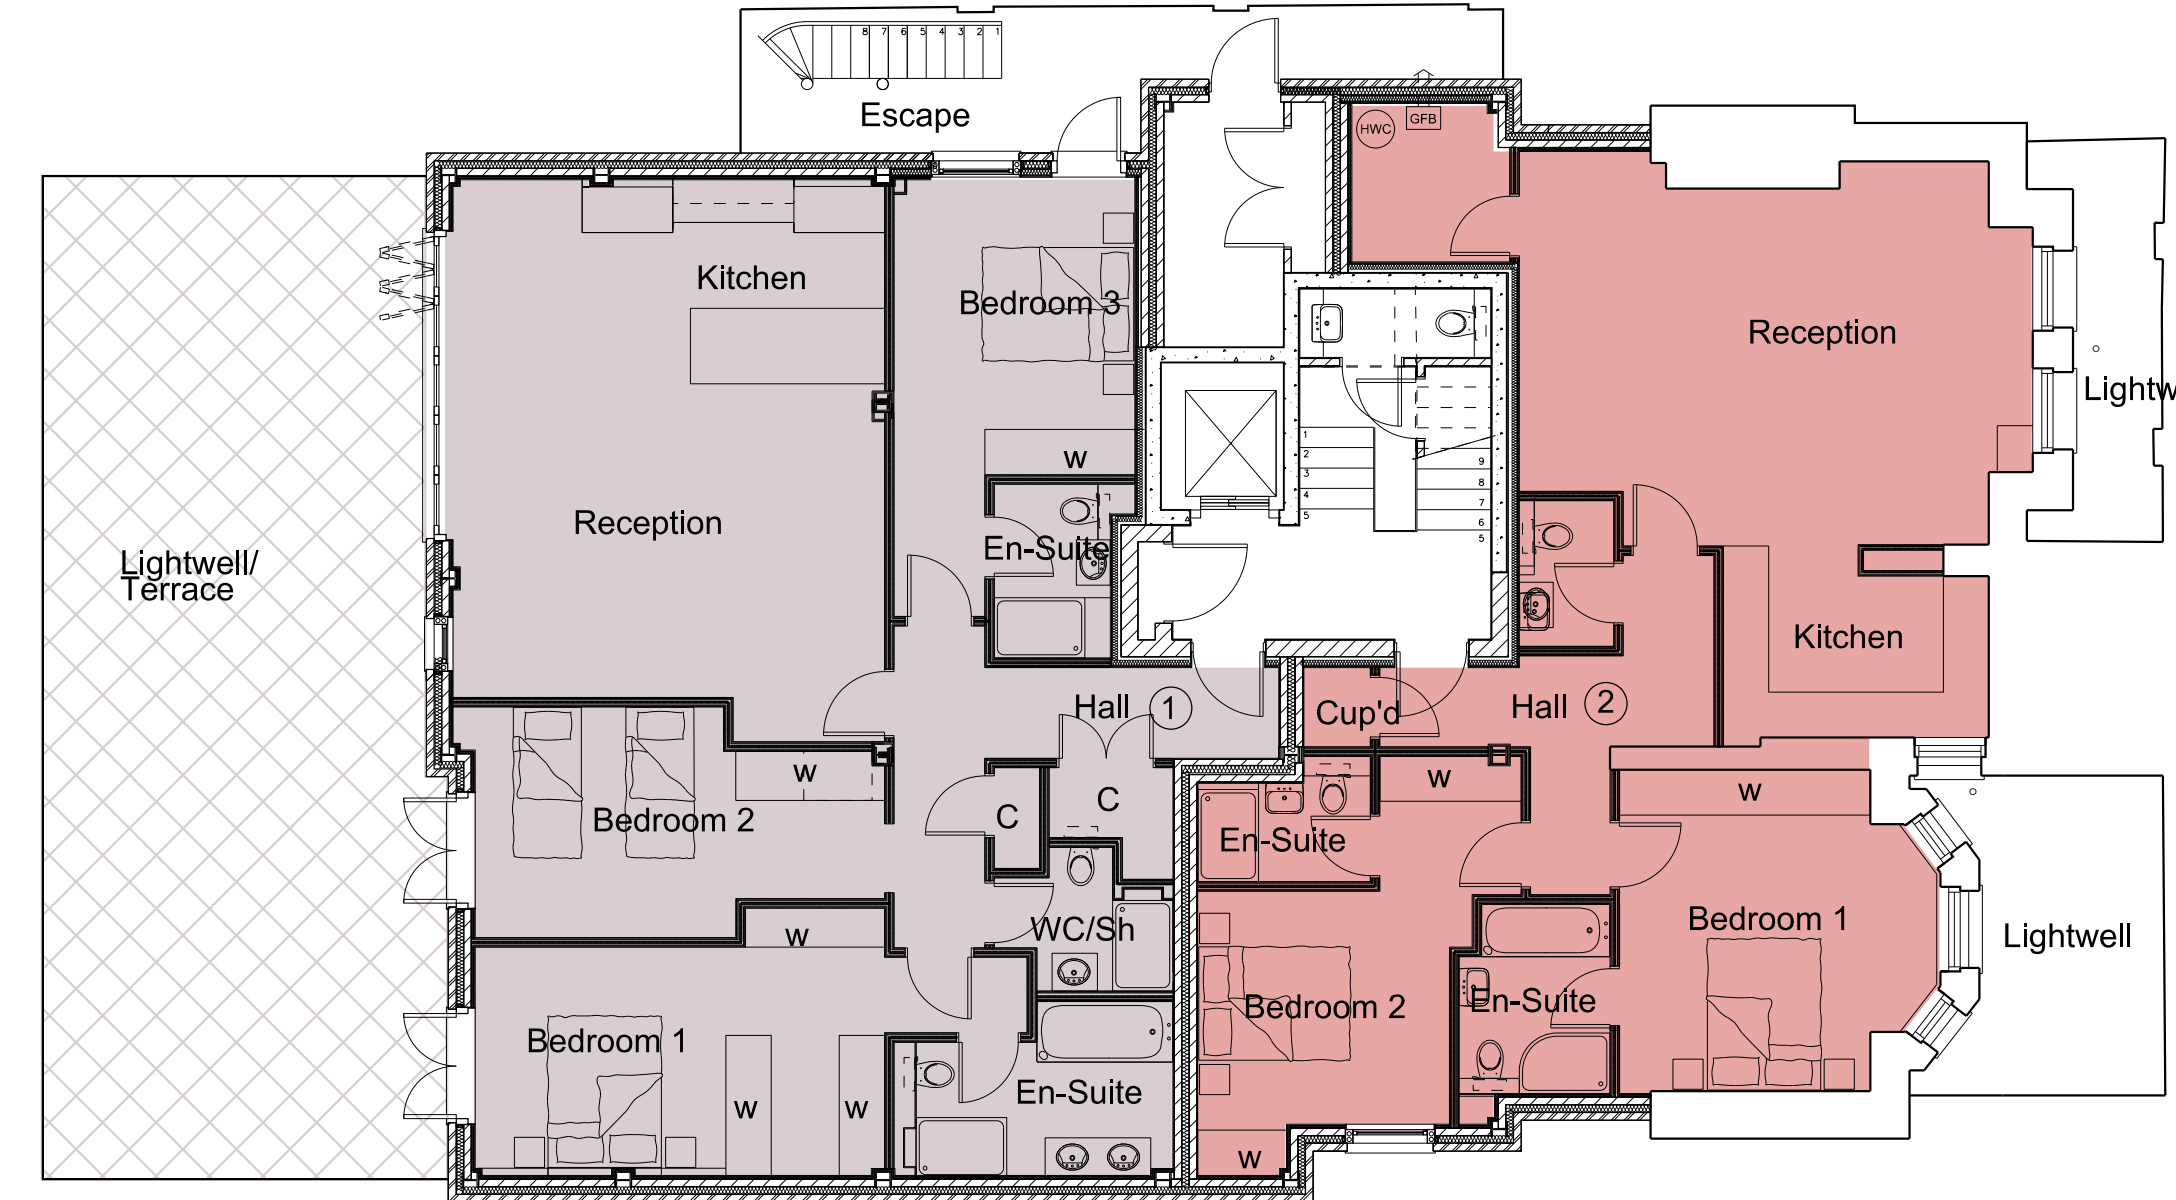 8 7 6 5 4 3 2 1
Escape
HWC
GFB
Kitchen
Bedroom 3
Reception
Lightw
W
1
2
3
4
5
9
8
7
6
5
Reception
En-Suite
Lightwell/
Terrace
Kitchen
Hall 1
Cup'd
Hall 2
W
W
W
Bedroom 2
C
C
En-Suite
W
WC/Sh
Bedroom 1
Lightwell
Bedroom 1
En-Suite
Bedroom 2
En-Suite
W
W
W